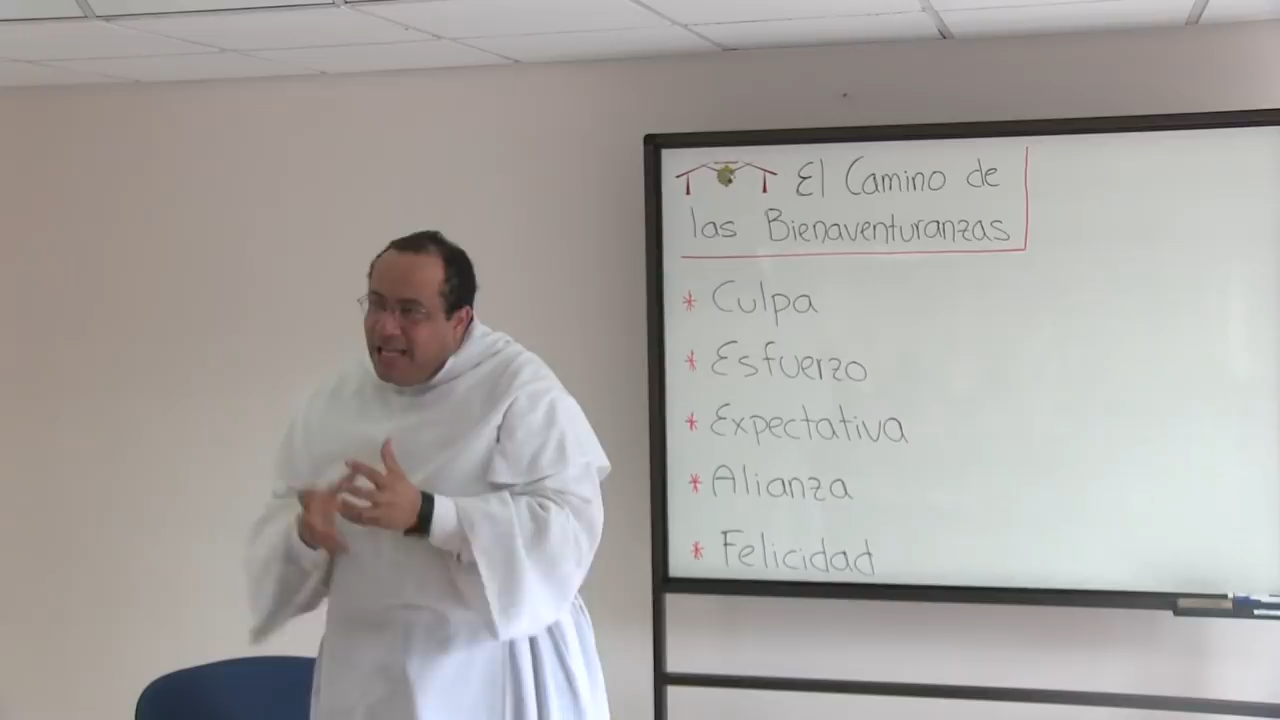 El Camino de
las Bienaventuranzas
* Culpa
* Esfuerzo
* Expectativa
* Alianza
* Felicidad